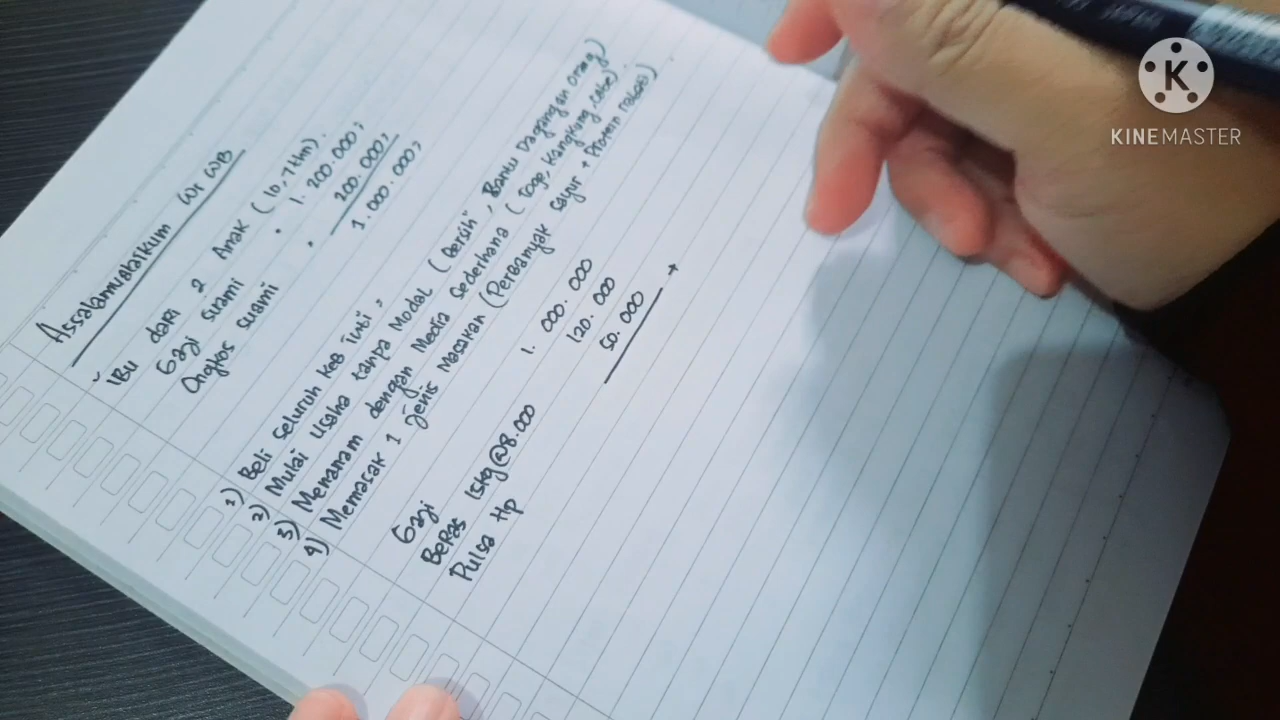 Assalamualaikum Wr WB
IBu dari 2 Anak (10, 7 thn).
Gaji suami . 1.200.000;
Ongkos suami . 200.000;
1.000.000;
1) Beli seluruh keb inti;
2) Mulai usaha tanpa Modal (Bersih", Bantu Dagangan orang)
3) Menanam dengan Media sederhana (Toge, Kangkung, cabe)
4) Memasak 1 Jenis Masakan (Perbanyak sayur + Protein nabati)
Gaji 1.000.000
Beras 15kg@8.000 120.000
Pulsa Hp 50.000
+
KINEMASTER